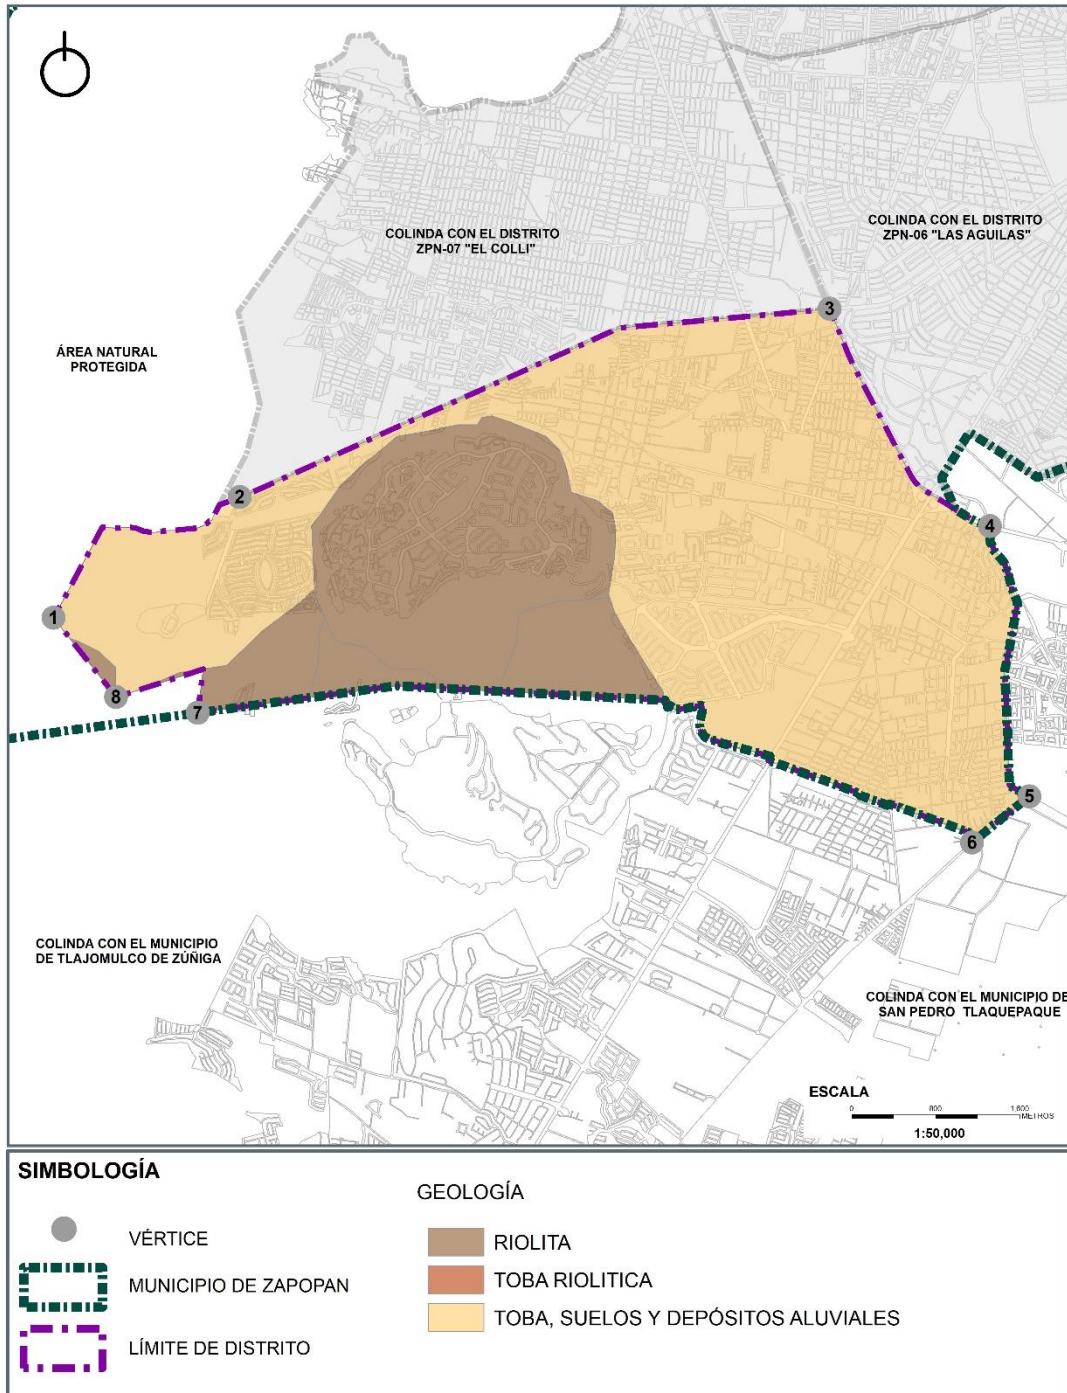 COLINDA CON EL DISTRITO
ZPN-07 "EL COLLI"
COLINDA CON EL DISTRITO
ZPN-06 "LAS AGUILAS"
ÁREA NATURAL
PROTEGIDA
3
2
4
1
8
7
5
6
COLINDA CON EL MUNICIPIO
DE TLAJOMULCO DE ZÚÑIGA
COLINDA CON EL MUNICIPIO DE
SAN PEDRO TLAQUEPAQUE
ESCALA
0 800 1,600
METROS
1:50,000
SIMBOLOGÍA
VÉRTICE
MUNICIPIO DE ZAPOPAN
LÍMITE DE DISTRITO
GEOLOGÍA
RIOLITA
TOBA RIOLITICA
TOBA, SUELOS Y DEPÓSITOS ALUVIALES